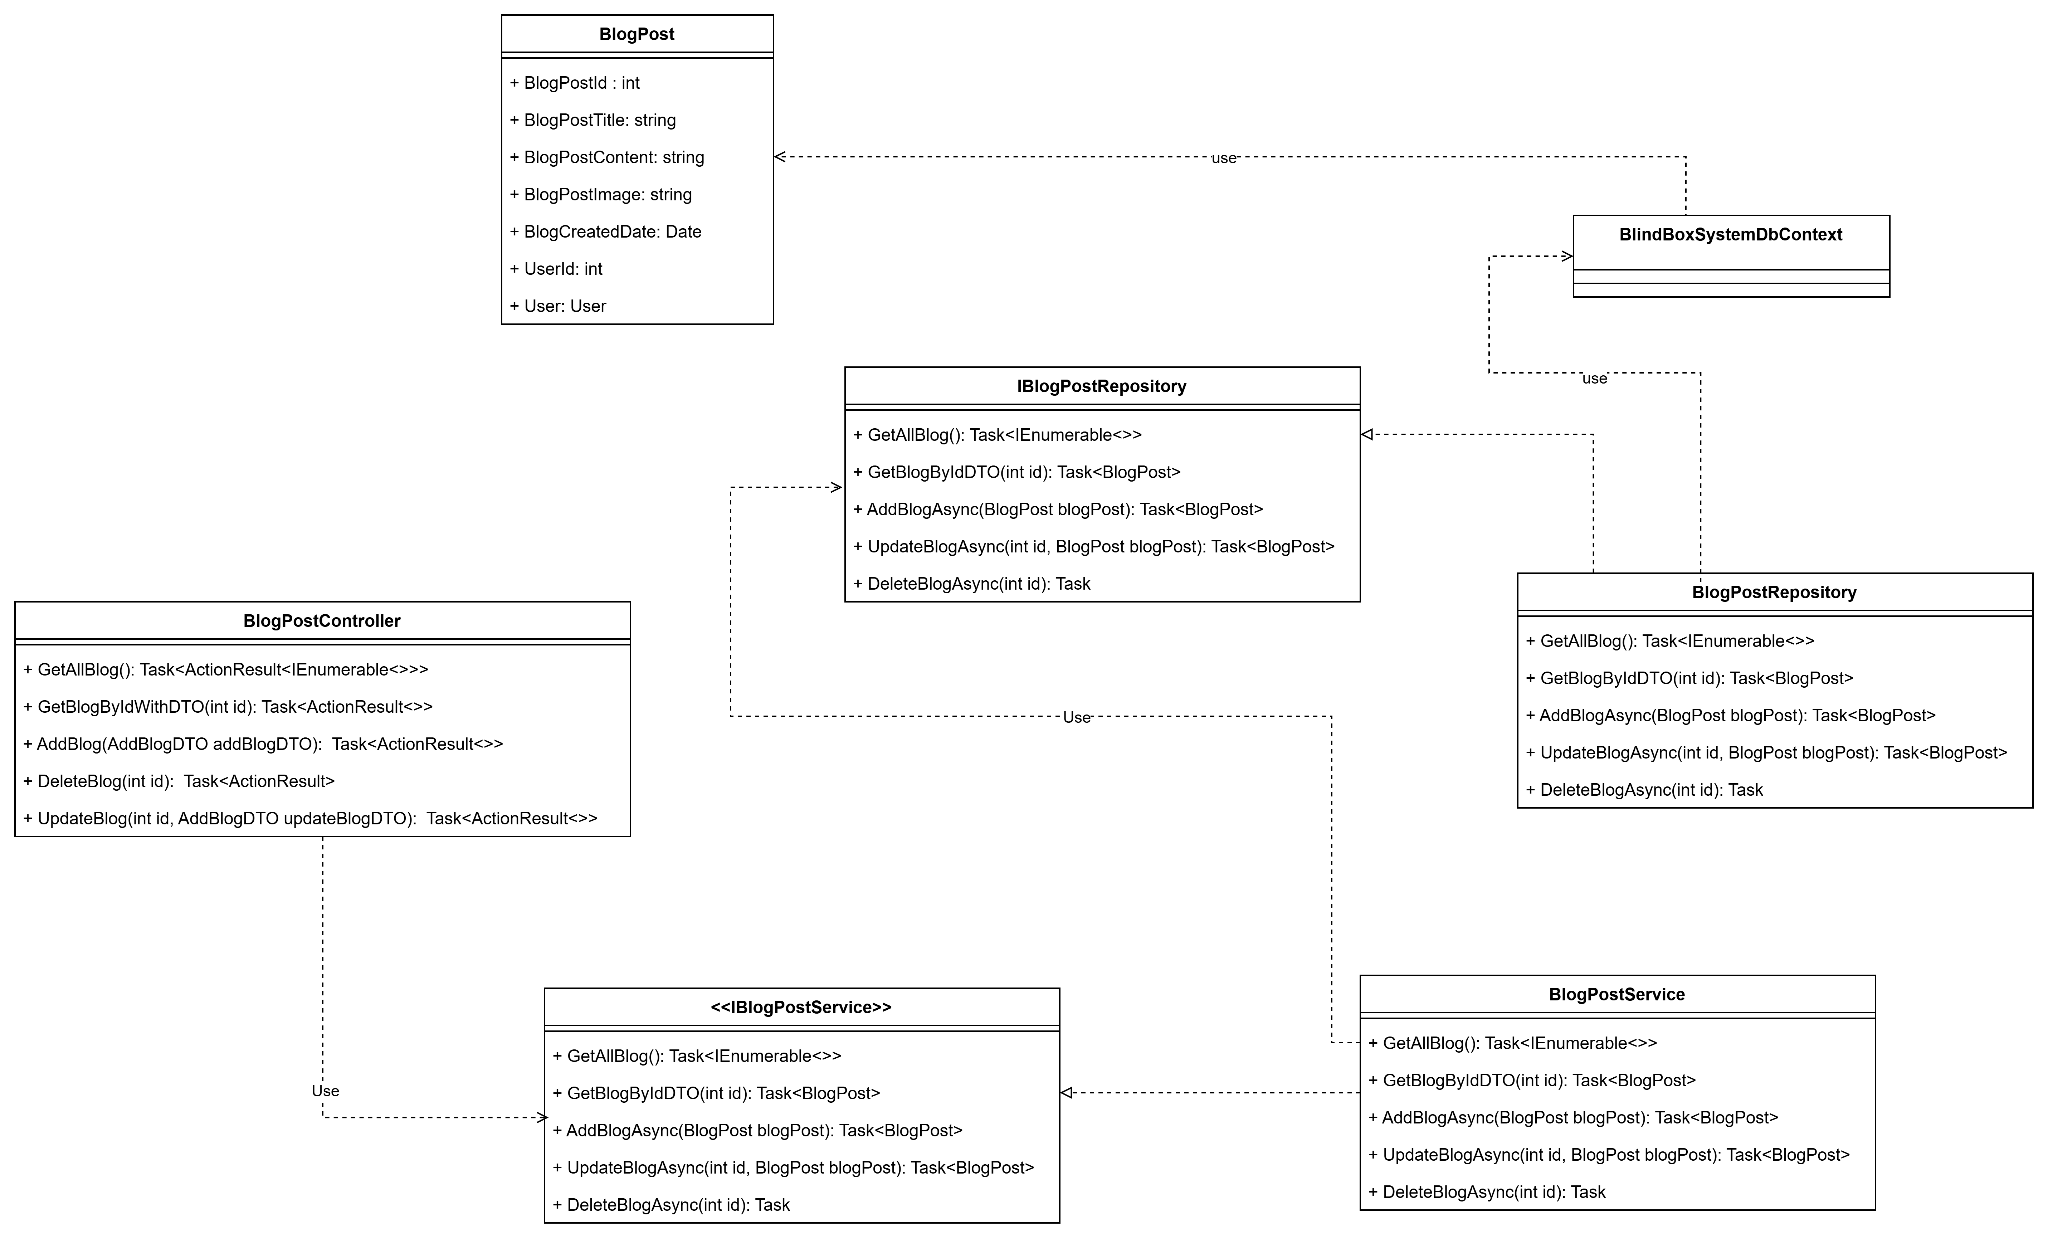 BlogPost
+ BlogPostId : int
+ BlogPostTitle: string
+ BlogPostContent: string
+ BlogPostImage: string
+ BlogCreatedDate: Date
+ UserId: int
+ User: User
use
BlindBoxSystemDbContext
use
IBlogPostRepository
+ GetAllBlog(): Task<IEnumerable<>>
+ GetBlogByIdDTO(int id): Task<BlogPost>
+ AddBlogAsync(BlogPost blogPost): Task<BlogPost>
+ UpdateBlogAsync(int id, BlogPost blogPost): Task<BlogPost>
+ DeleteBlogAsync(int id): Task
BlogPostRepository
+ GetAllBlog(): Task<IEnumerable<>>
+ GetBlogByIdDTO(int id): Task<BlogPost>
+ AddBlogAsync(BlogPost blogPost): Task<BlogPost>
+ UpdateBlogAsync(int id, BlogPost blogPost): Task<BlogPost>
+ DeleteBlogAsync(int id): Task
BlogPostController
+ GetAllBlog(): Task<ActionResult<IEnumerable<>>>
+ GetBlogByIdWithDTO(int id): Task<ActionResult<>>
+ AddBlog(AddBlogDTO addBlogDTO):  Task<ActionResult<>>
+ DeleteBlog(int id):  Task<ActionResult>
+ UpdateBlog(int id, AddBlogDTO updateBlogDTO):  Task<ActionResult<>>
Use
Use
<<IBlogPostService>>
+ GetAllBlog(): Task<IEnumerable<>>
+ GetBlogByIdDTO(int id): Task<BlogPost>
+ AddBlogAsync(BlogPost blogPost): Task<BlogPost>
+ UpdateBlogAsync(int id, BlogPost blogPost): Task<BlogPost>
+ DeleteBlogAsync(int id): Task
BlogPostService
+ GetAllBlog(): Task<IEnumerable<>>
+ GetBlogByIdDTO(int id): Task<BlogPost>
+ AddBlogAsync(BlogPost blogPost): Task<BlogPost>
+ UpdateBlogAsync(int id, BlogPost blogPost): Task<BlogPost>
+ DeleteBlogAsync(int id): Task